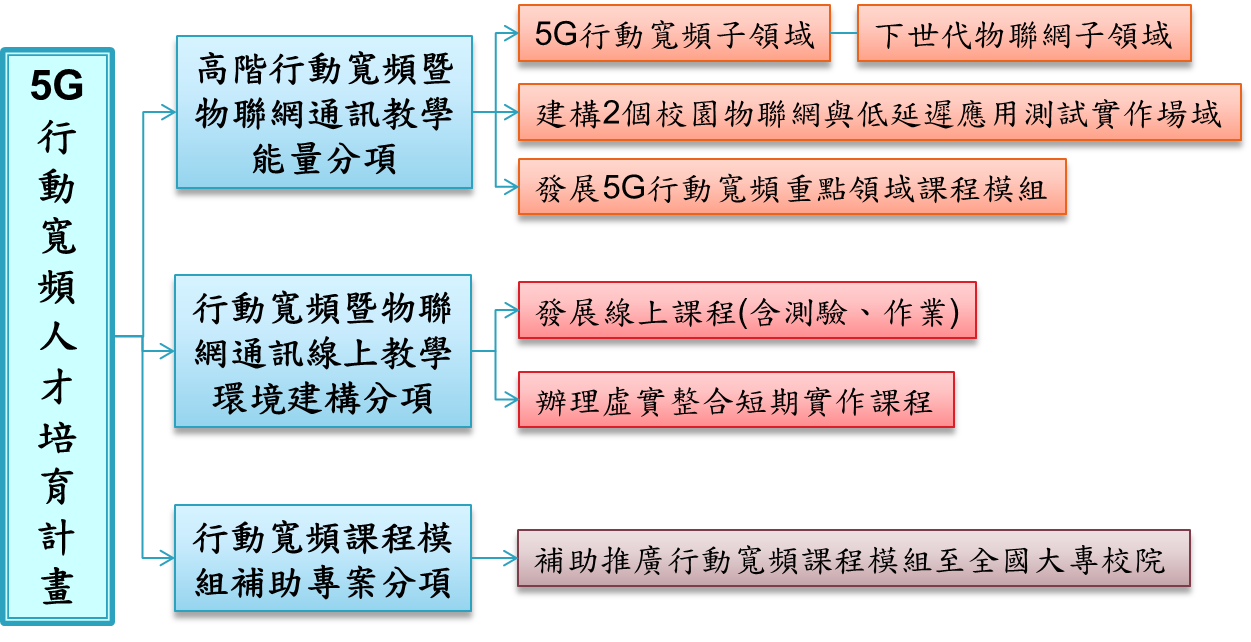 5G行動寬頻人才培育計畫
高階行動寬頻暨
物聯網通訊教學
能量分項
5G行動寬頻子領域
下世代物聯網子領域
建構2個校園物聯網與低延遲應用測試實作場域
發展5G行動寬頻重點領域課程模組
行動寬頻暨物聯
網通訊線上教學
環境建構分項
發展線上課程(含測驗、作業)
辦理虛實整合短期實作課程
行動寬頻課程模
組補助專案分項
補助推廣行動寬頻課程模組至全國大專校院